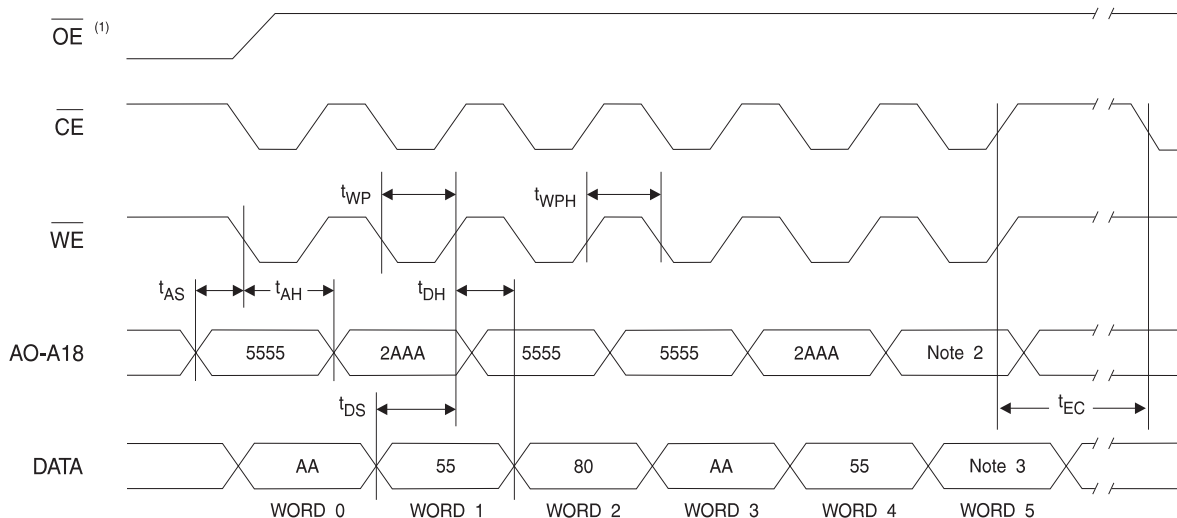 OE (1)
CE
tWP
tWPH
WE
tAS
tAH
tDH
AO-A18
5555
2AAA
5555
5555
2AAA
Note 2
tDS
tEC
DATA
AA
55
80
AA
55
Note 3
WORD 0
WORD 1
WORD 2
WORD 3
WORD 4
WORD 5